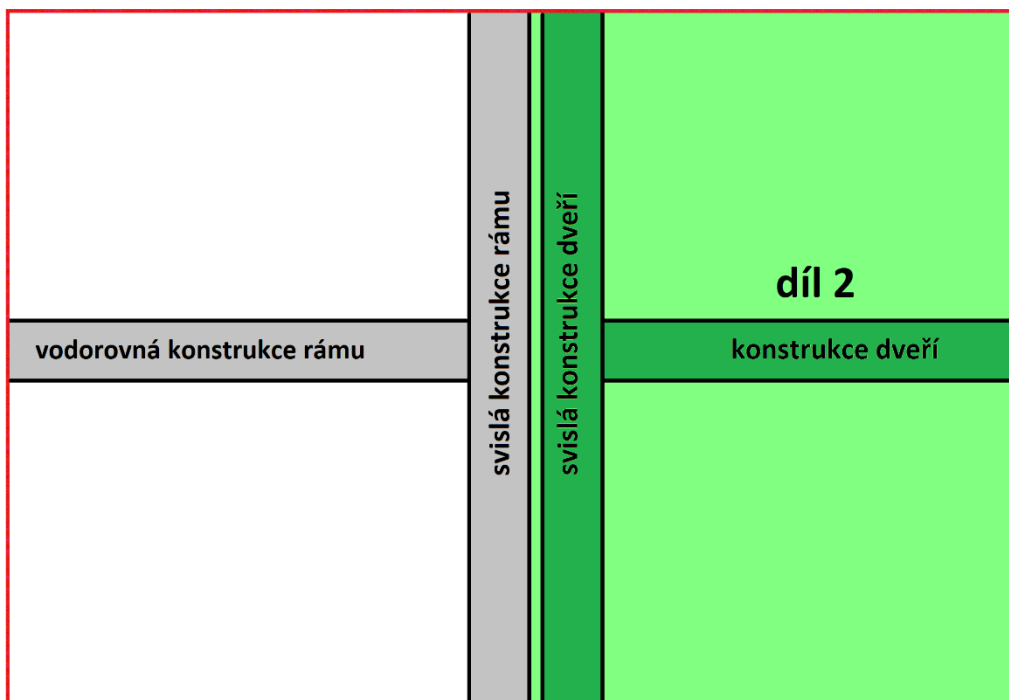 vodorovná konstrukce rámu
svislá konstrukce rámu
svislá konstrukce dveří
díl 2
konstrukce dveří